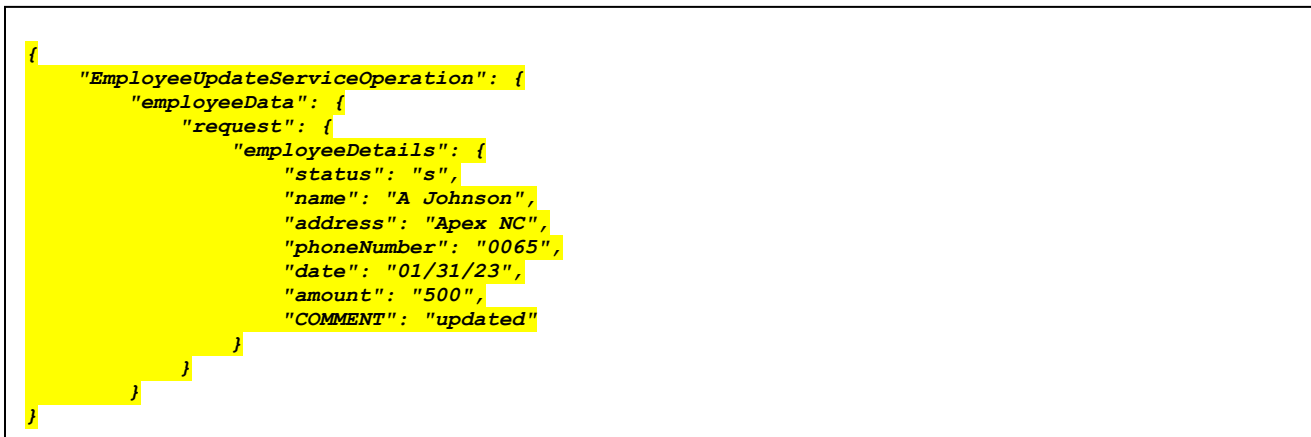 {
"EmployeeUpdateServiceOperation": {
"employeeData": {
"request": {
"employeeDetails": {
"status": "s",
"name": "A Johnson",
"address": "Apex NC",
"phoneNumber": "0065",
"date": "01/31/23",
"amount": "500",
"COMMENT": "updated"
}
}
}
}